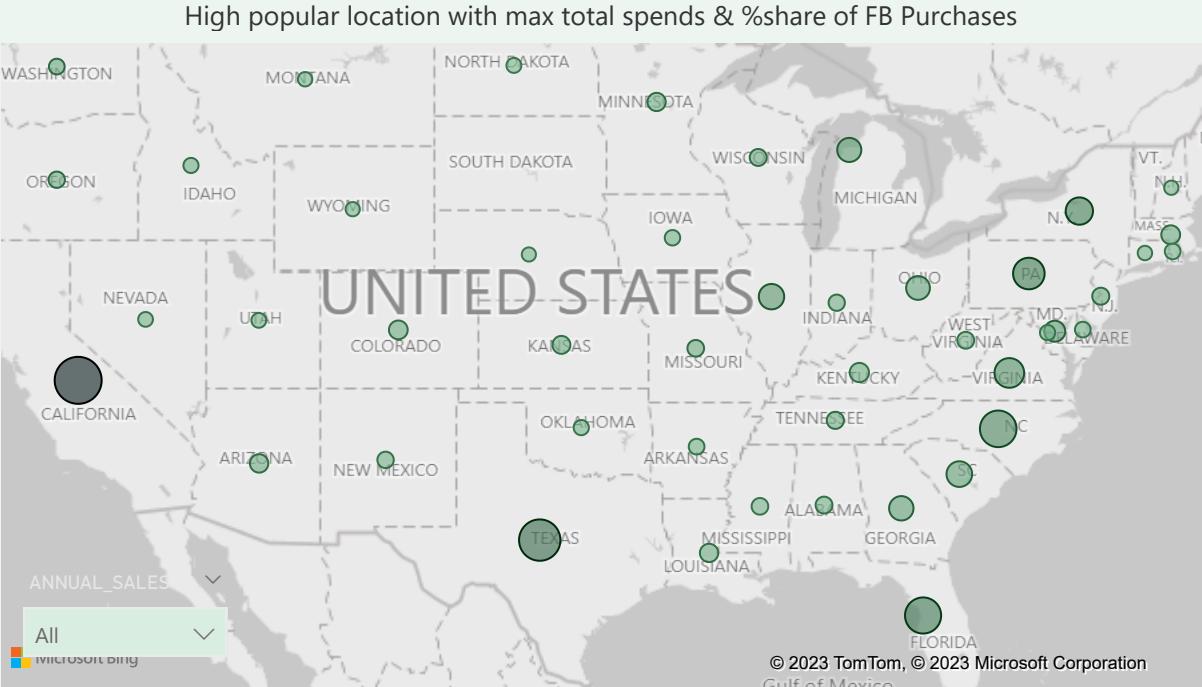 High popular location with max total spends & %share of FB Purchases
WASHINGTON
MONTANA
NORTH DAKOTA
MINNESOTA
WISCONSIN
VT.
N.H.
OREGON
IDAHO
SOUTH DAKOTA
WYOMING
MICHIGAN
IOWA
N.Y.
MASS.
R.I.
NEVADA
UTAH
UNITED STATES
OHIO
PA
COLORADO
KANSAS
MISSOURI
INDIANA
N.J.
MD.
WEST
VIRGINIA
DELAWARE
KENTUCKY
VIRGINIA
CALIFORNIA
OKLAHOMA
TENNESSEE
NC
ARIZONA
NEW MEXICO
ARKANSAS
SC
TEXAS
MISSISSIPPI
ALABAMA
GEORGIA
LOUISIANA
ANNUAL_SALES
All
Microsoft Bing
FLORIDA
© 2023 TomTom, © 2023 Microsoft Corporation
Gulf of Mexico